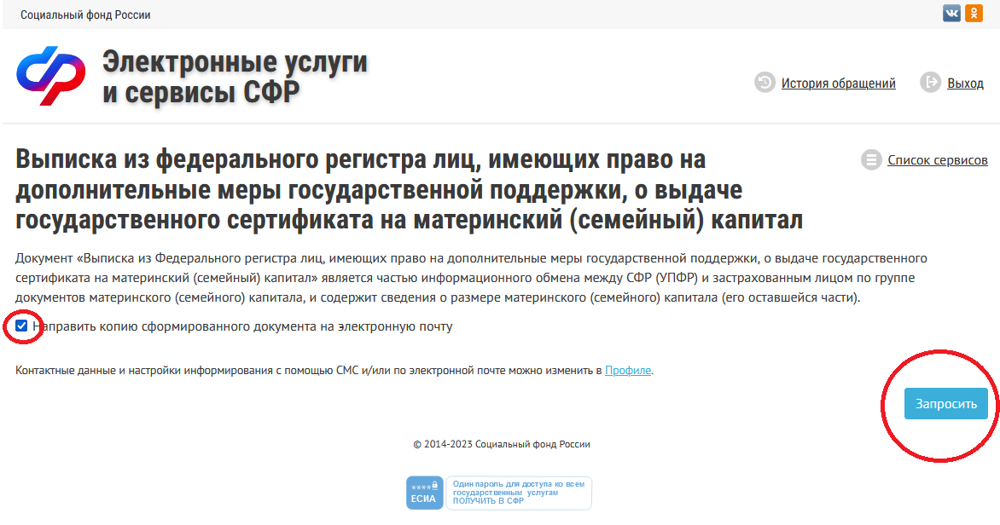 Социальный фонд России
Электронные услуги
и сервисы СФР
История обращений
Выход
Выписка из федерального регистра лиц, имеющих право на
дополнительные меры государственной поддержки, о выдаче
государственного сертификата на материнский (семейный) капитал
Список сервисов
Документ «Выписка из Федерального регистра лиц, имеющих право на дополнительные меры государственной поддержки, о выдаче государственного
сертификата на материнский (семейный) капитал» является частью информационного обмена между СФР (УПФР) и застрахованным лицом по группе
документов материнского (семейного) капитала, и содержит сведения о размере материнского (семейного) капитала (его оставшейся части).
Направить копию сформированного документа на электронную почту
Контактные данные и настройки информирования с помощью СМС и/или по электронной почте можно изменить в Профиле.
Запросить
© 2014-2023 Социальный фонд России
****
ЕСИА
Один пароль для доступа ко всем
государственным услугам
ПОЛУЧИТЬ В СФР